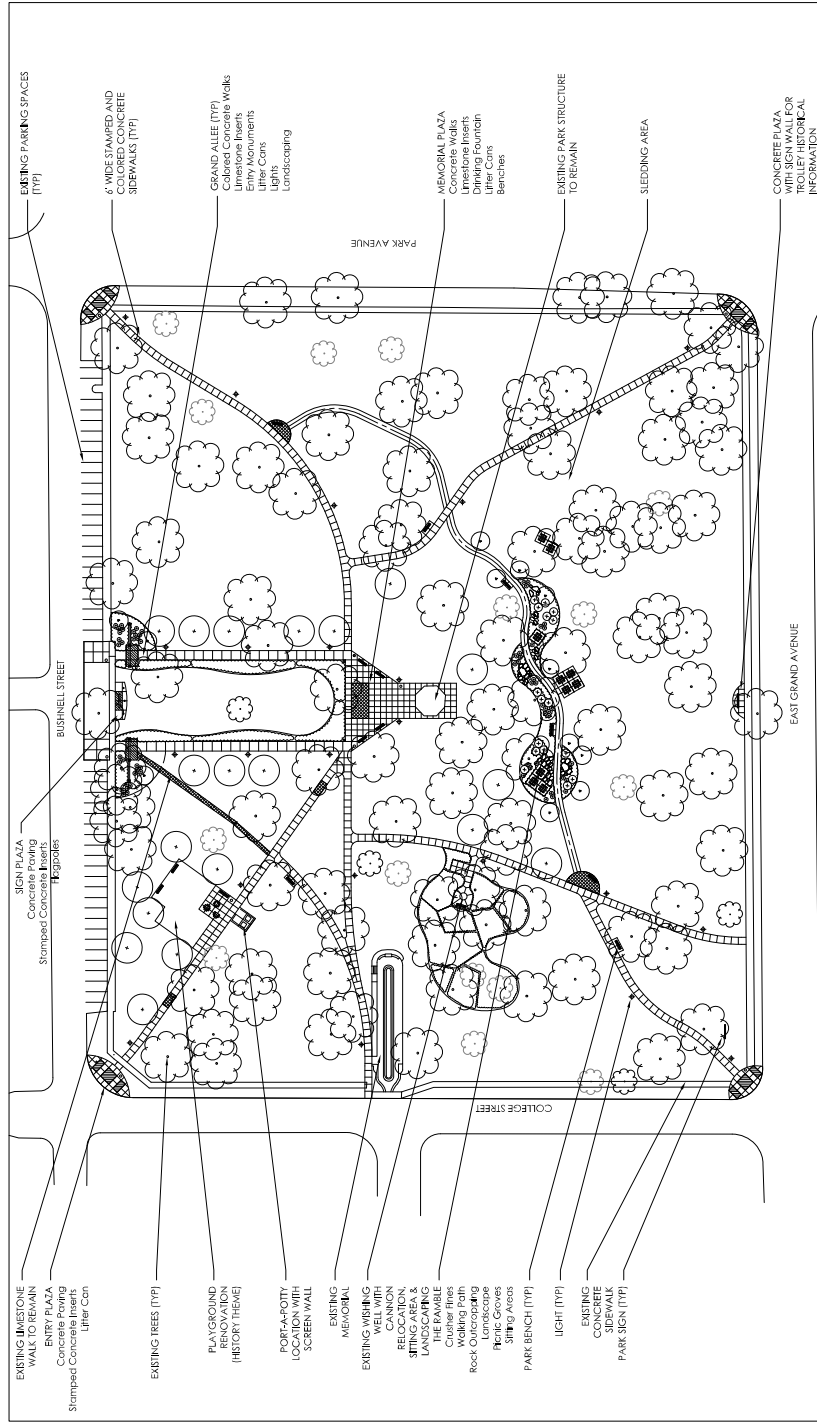 EXISTING LIMESTONE
WALK TO REMAIN
ENTRY PLAZA
Concrete Paving
Stamped Concrete Inserts
Litter Can
EXISTING TREES (TYP)
PLAYGROUND
RENOVATION
(HISTORY THEME)
PORT-A-POTTY
LOCATION WITH
SCREEN WALL
EXISTING
MEMORIAL
EXISTING WISHING
WELL WITH
CANNON
RELOCATION,
SITTING AREA &
LANDSCAPING
THE RAMBLE
Crusher Fines
Walking Path
Rock Outcropping
Landscape
Picnic Groves
Sitting Areas
PARK BENCH (TYP)
LIGHT (TYP)
EXISTING
CONCRETE
SIDEWALK
PARK SIGN (TYP)
SIGN PLAZA
Concrete Paving
Stamped Concrete Inserts
Flagpoles
BUSHNELL STREET
COLLEGE STREET
EAST GRAND AVENUE
PARK AVENUE
EXISTING PARKING SPACES
(TYP)
6' WIDE STAMPED AND
COLORED CONCRETE
SIDEWALKS (TYP)
GRAND ALLEE (TYP)
Colored Concrete Walks
Limestone Inserts
Entry Monuments
Litter Cans
Lights
Landscaping
MEMORIAL PLAZA
Concrete Walks
Limestone Inserts
Drinking Fountain
Litter Cans
Benches
EXISTING PARK STRUCTURE
TO REMAIN
SLEDDING AREA
CONCRETE PLAZA
WITH SIGN WALL FOR
TROLLEY HISTORICAL
INFORMATION